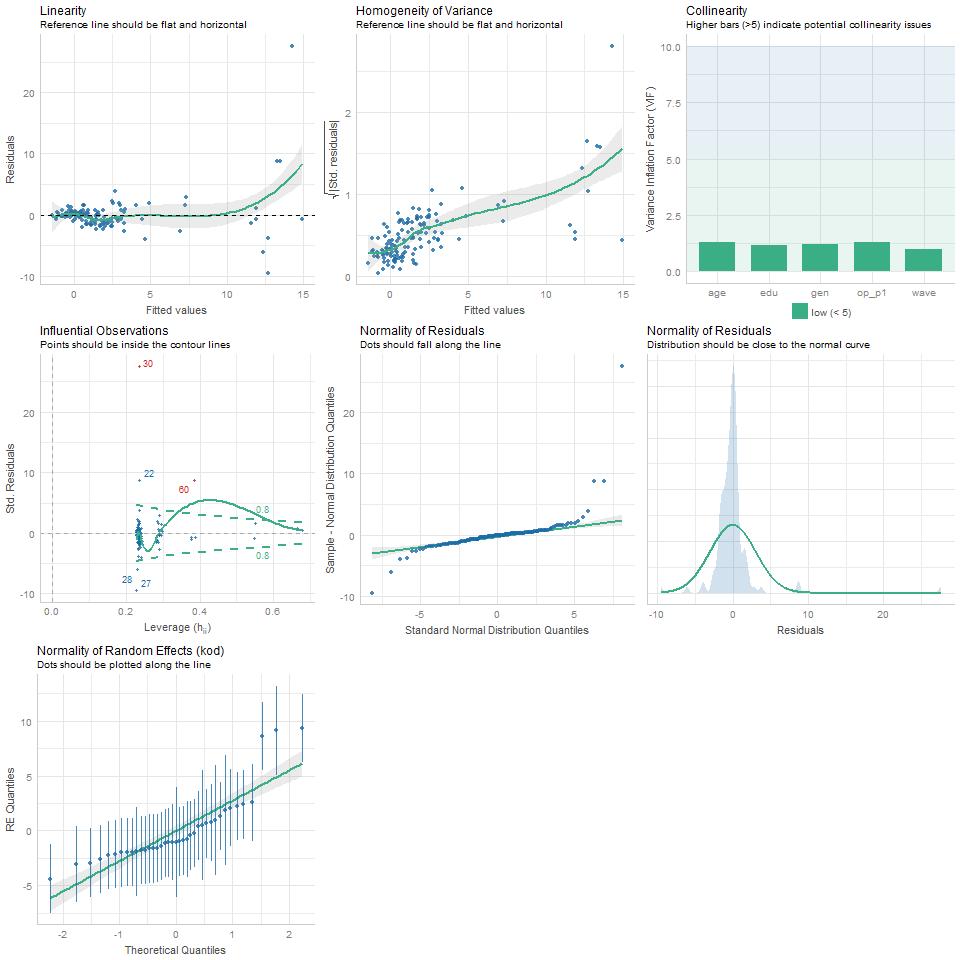 Linearity
Reference line should be flat and horizontal
Residuals
20
10
0
-10
0
5
10
15
Fitted values
Homogeneity of Variance
Reference line should be flat and horizontal
√|Std. residuals|
2
1
0
0
5
10
15
Fitted values
Collinearity
Higher bars (>5) indicate potential collinearity issues
Variance Inflation Factor (VIF)
10.0
7.5
5.0
2.5
0.0
age
edu
gen
op_p1
wave
low (< 5)
Influential Observations
Points should be inside the contour lines
Std. Residuals
20
10
0
-10
30
22
60
0.8
0.8
28
27
0.0
0.2
0.4
0.6
Leverage (hii)
Normality of Residuals
Dots should fall along the line
Sample - Normal Distribution Quantiles
20
10
0
-10
-5
0
5
Standard Normal Distribution Quantiles
Normality of Residuals
Distribution should be close to the normal curve
-10
0
10
20
Residuals
Normality of Random Effects (kod)
Dots should be plotted along the line
RE Quantiles
10
5
0
-5
-2
-1
0
1
2
Theoretical Quantiles